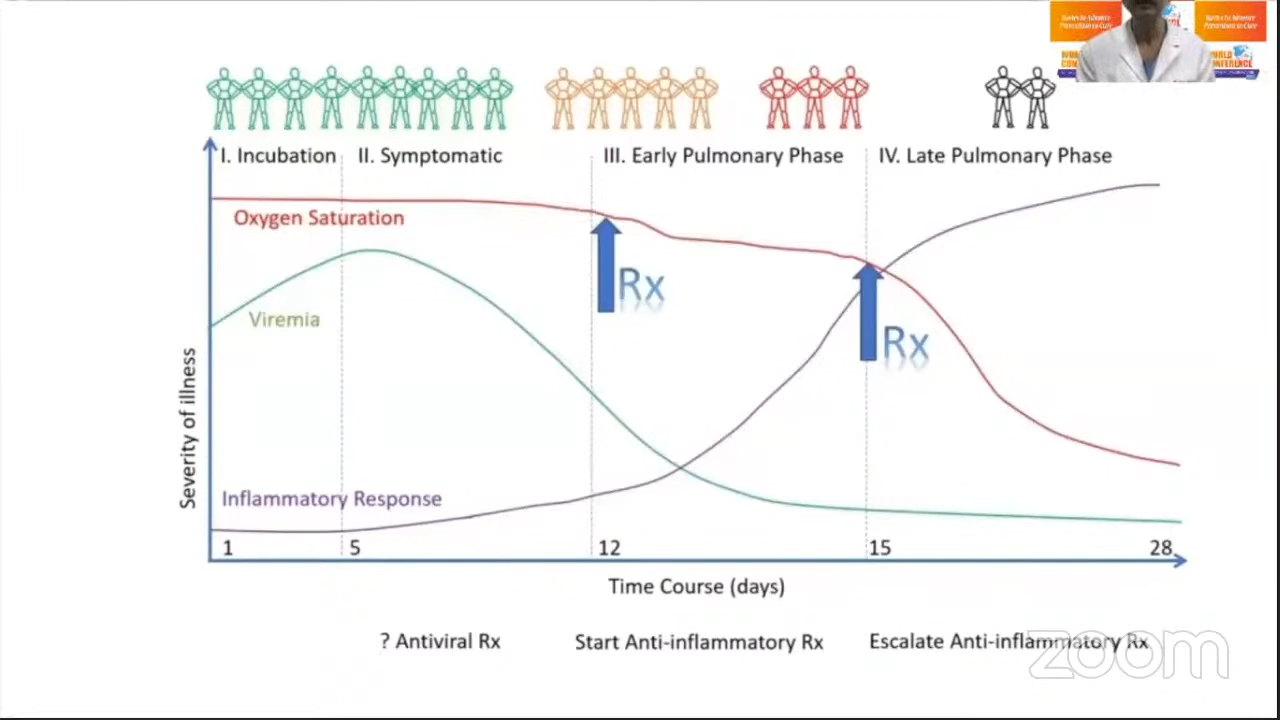 I. Incubation
II. Symptomatic
III. Early Pulmonary Phase
IV. Late Pulmonary Phase
Oxygen Saturation
Viremia
Inflammatory Response
Rx
Rx
Severity of illness
1
5
12
15
28
Time Course (days)
? Antiviral Rx
Start Anti-inflammatory Rx
Escalate Anti-inflammatory Rx
zoom